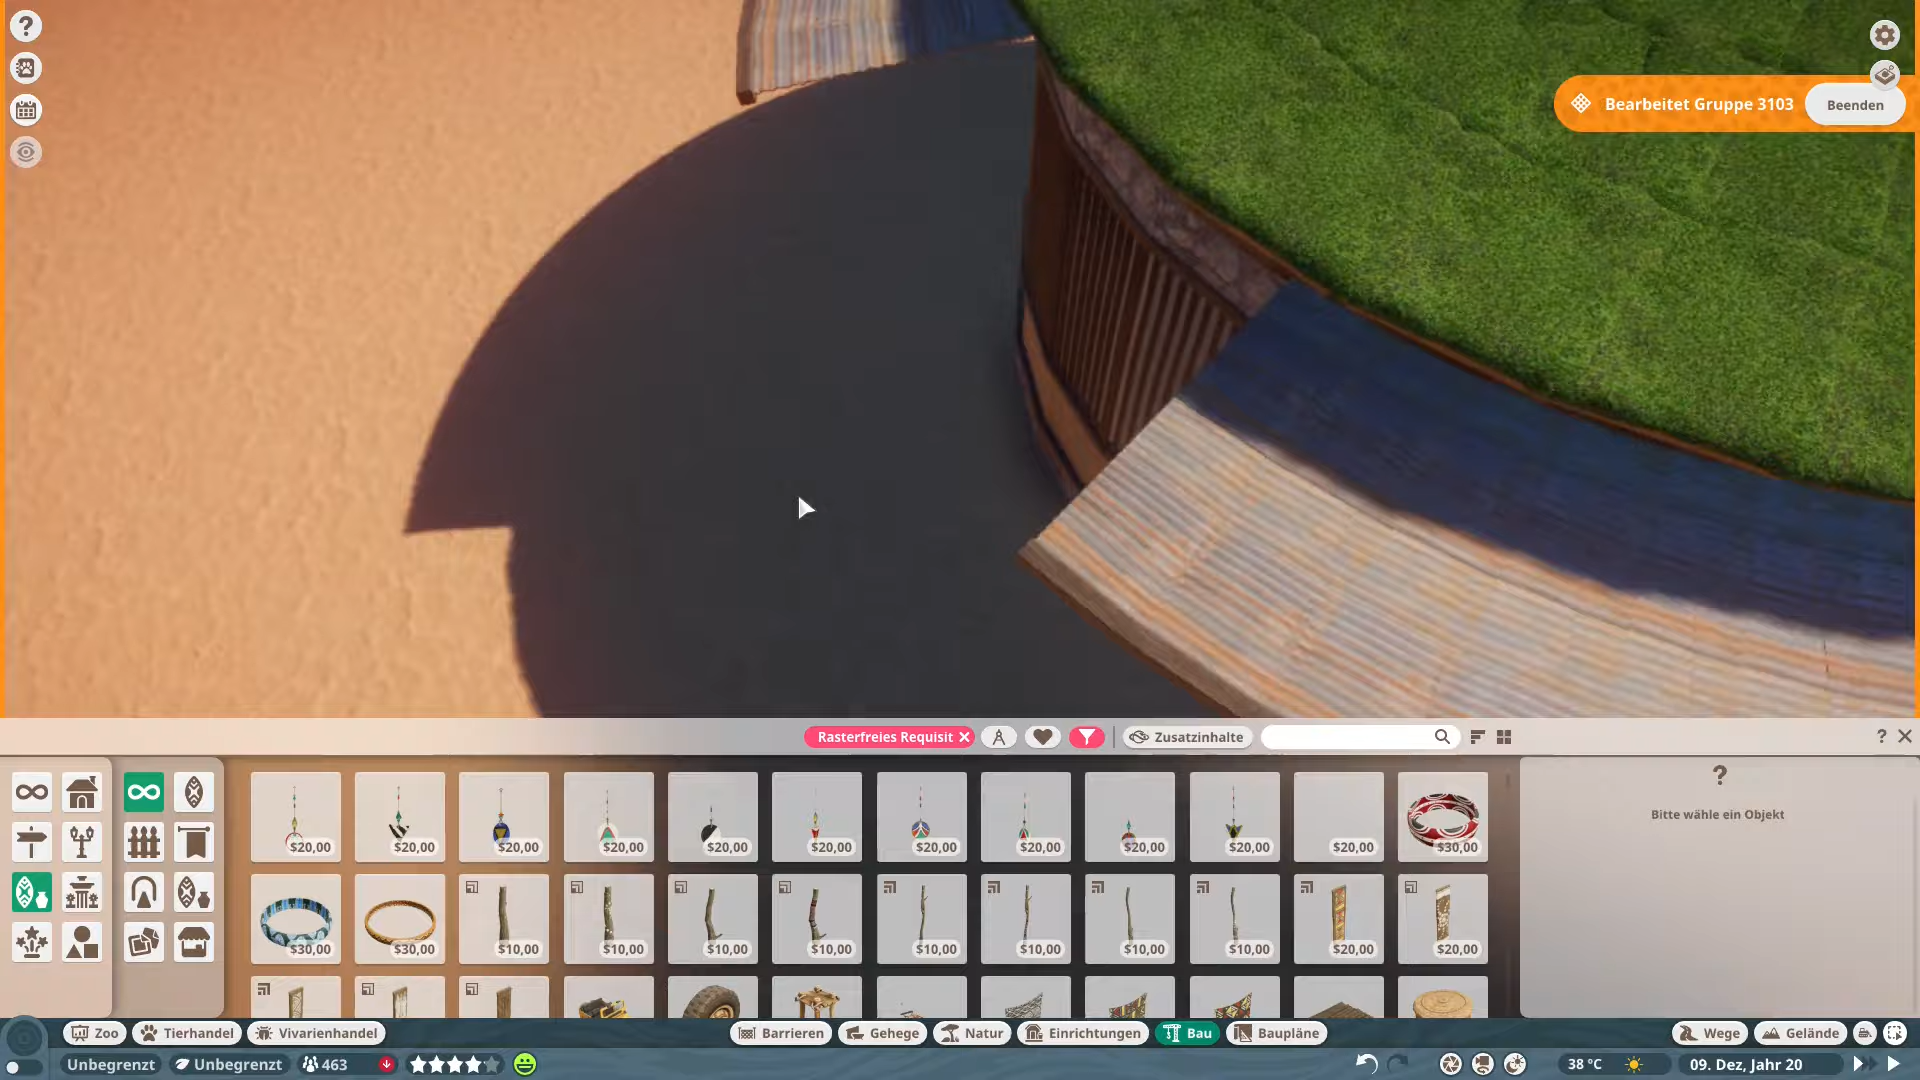 Bearbeitet Gruppe 3103
Beenden
Rasterfreies Requisit
Zusatzinhalte
?
Bitte wähle ein Objekt
$20,00 $20,00 $20,00 $20,00 $20,00 $20,00 $20,00 $20,00 $20,00 $20,00 $20,00 $30,00
$30,00 $30,00 $10,00 $10,00 $10,00 $10,00 $10,00 $10,00 $10,00 $10,00 $20,00 $20,00
Zoo Tierhandel Vivarienhandel Barrieren Gehege Natur Einrichtungen Bau Baupläne Wege Gelände
Unbegrenzt Unbegrenzt 463 38 °C 09. Dez, Jahr 20